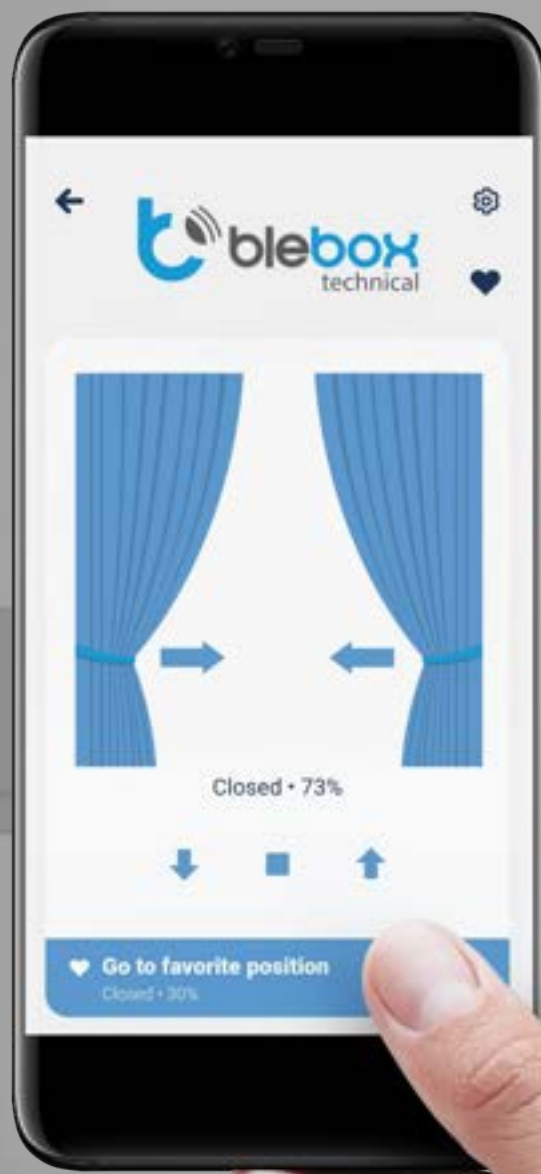 blebox
technical
Closed • 73%
Go to favorite position
Closed • 30%